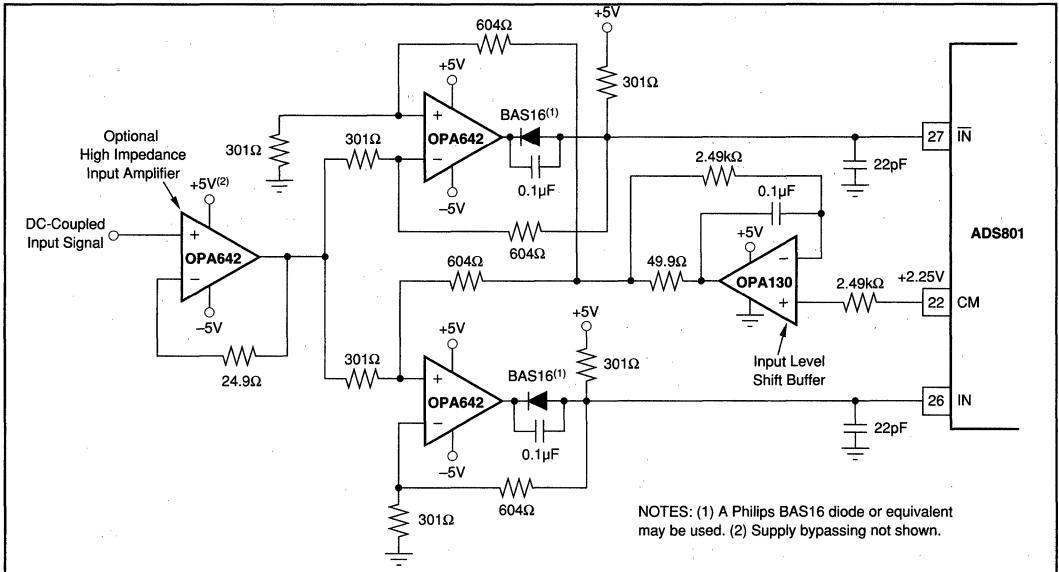 604Ω
+5V
+5V
301Ω
BAS16(1)
Optional
High Impedance
Input Amplifier
+
OPA642
301Ω
301Ω
27
IN
−
2.49kΩ
22pF
+5V(2)
−5V
0.1µF
0.1µF
DC-Coupled
Input Signal
+
OPA642
−
604Ω
+5V
ADS801
604Ω
49.9Ω
−
OPA130
+
2.49kΩ
+2.25V
22
CM
−5V
+5V
+5V
24.9Ω
301Ω
+
OPA642
−
BAS16(1)
301Ω
Input Level
Shift Buffer
26
IN
22pF
0.1µF
−5V
604Ω
301Ω
NOTES: (1) A Philips BAS16 diode or equivalent
may be used. (2) Supply bypassing not shown.